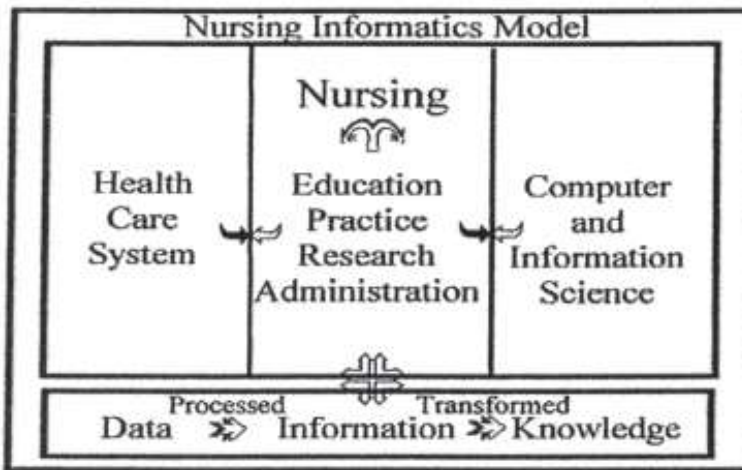 Nursing Informatics Model
Nursing
Health
Care
System
Education
Practice
Research
Administration
Computer
and
Information
Science
Processed
Transformed
Data
Information
Knowledge